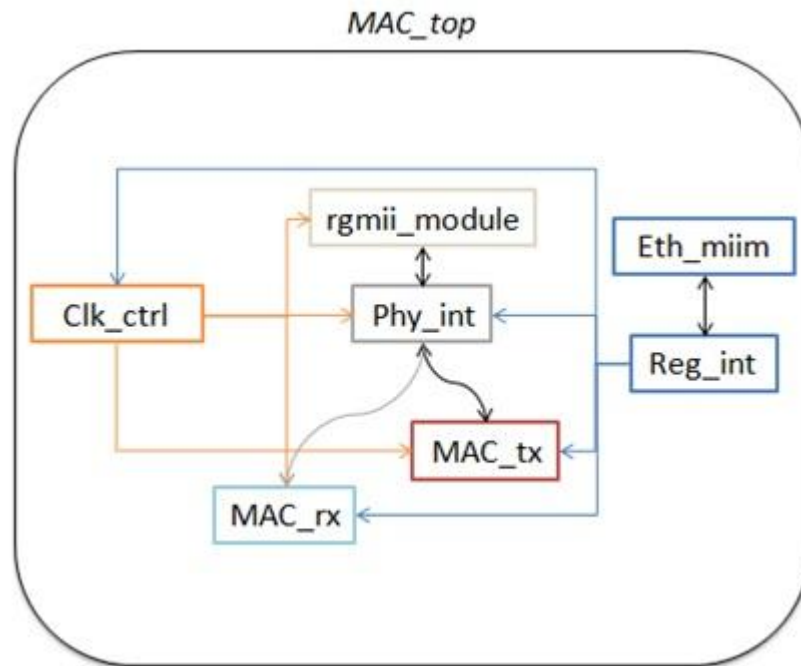 MAC_top
rgmii_module
Eth_miim
Clk_ctrl
Phy_int
Reg_int
MAC_tx
MAC_rx